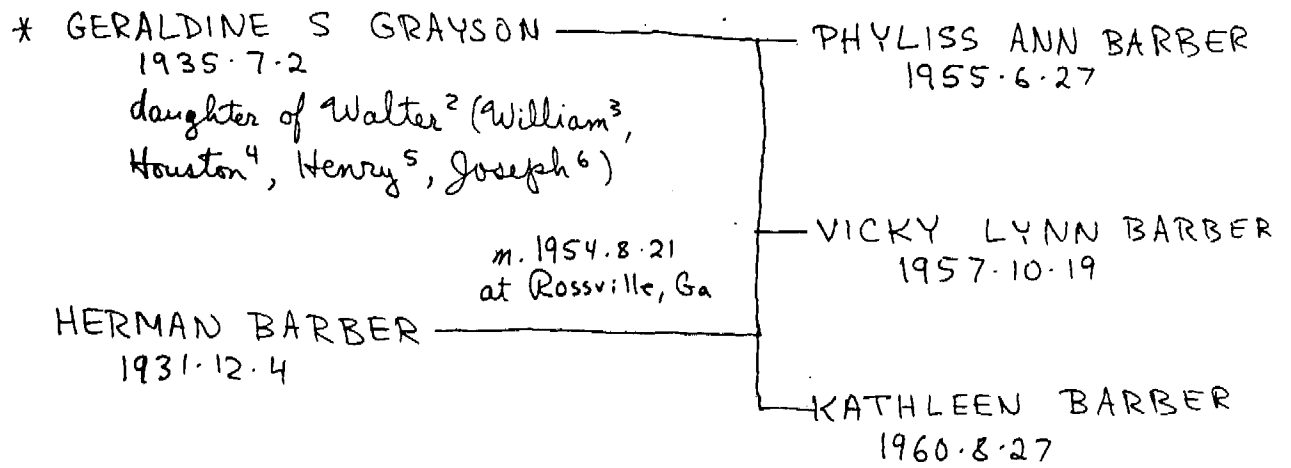 * GERALDINE S GRAYSON
1935·7·2
daughter of Walter² (William³,
Houston⁴, Henry⁵, Joseph⁶)
m. 1954.8.21
at Rossville, Ga
HERMAN BARBER
1931·12·4
PHYLISS ANN BARBER
1955·6·27
VICKY LYNN BARBER
1957·10·19
KATHLEEN BARBER
1960·8·27